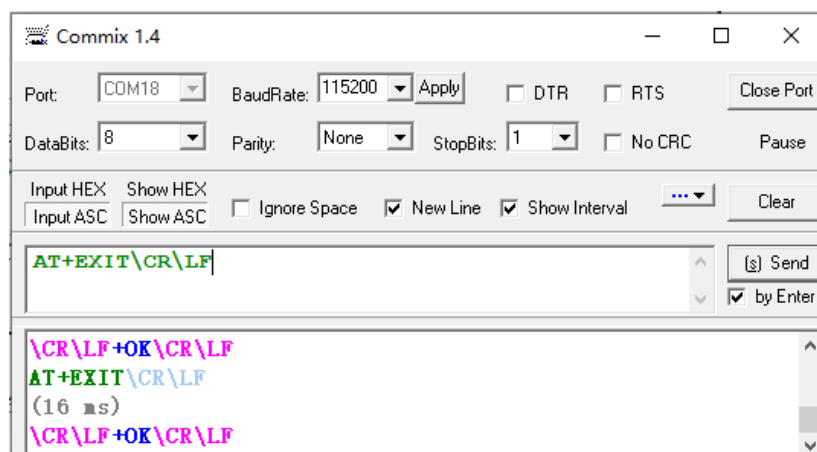 Commix 1.4
Port: COM18 BaudRate: 115200 Apply DTR RTS Close Port
DataBits: 8 Parity: None StopBits: 1 No CRC Pause
Input HEX Show HEX
Input ASC Show ASC Ignore Space New Line Show Interval ... Clear
AT+EXIT\CR\LF (s) Send
by Enter
\CR\LF+OK\CR\LF
AT+EXIT\CR\LF
(16 ms)
\CR\LF+OK\CR\LF